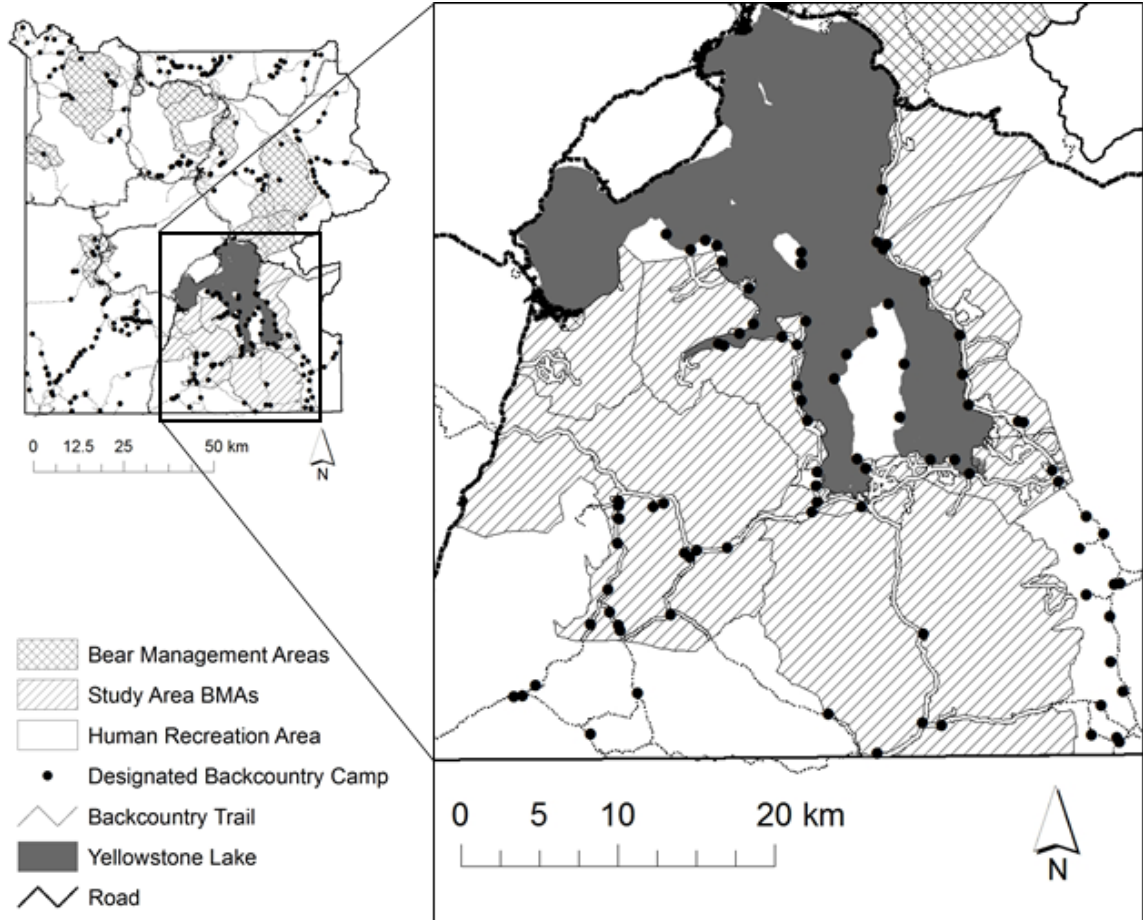 0 12.5 25 50 km
N
Bear Management Areas
Study Area BMAs
Human Recreation Area
Designated Backcountry Camp
Backcountry Trail
Yellowstone Lake
Road
0 5 10 20 km
N